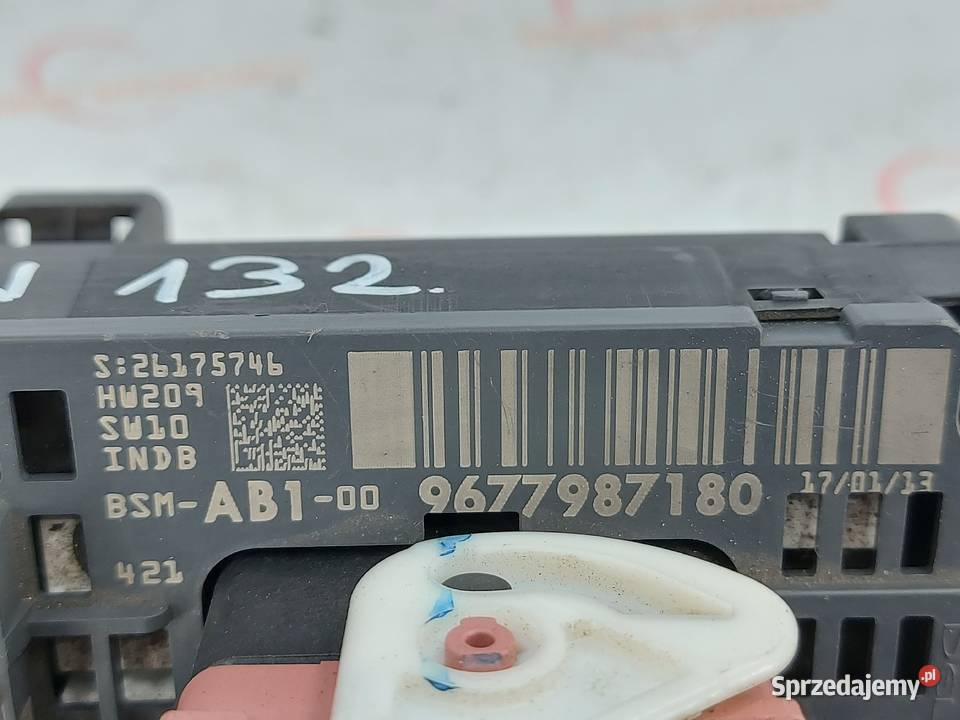 132.
S:26175746
HW209
SW10
INDB
BSM-AB1-00 9677987180 17/01/13
421
Sprzedajemy.pl